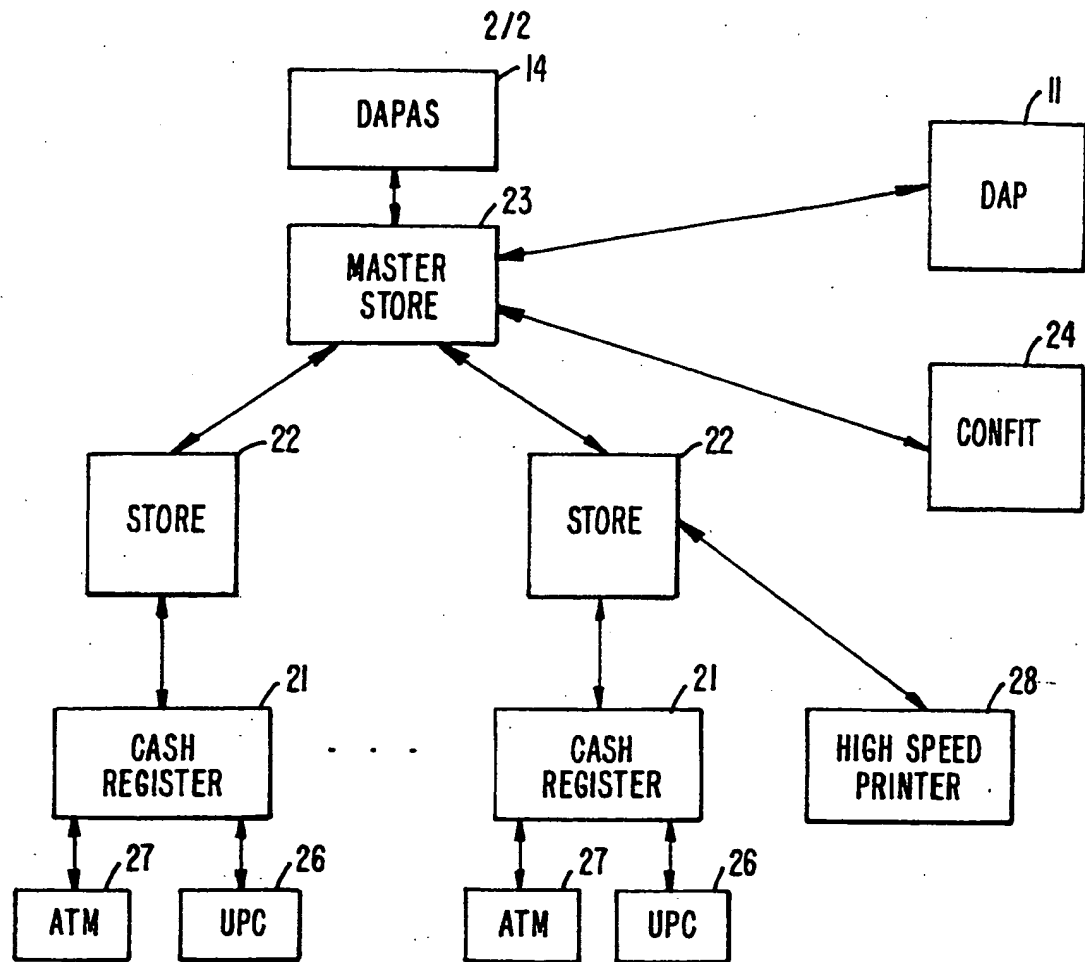 2/2
14
DAPAS
11
DAP
23
MASTER
STORE
24
CONFIT
22
STORE
22
STORE
21
CASH
REGISTER
21
CASH
REGISTER
28
HIGH SPEED
PRINTER
27
ATM
26
UPC
27
ATM
26
UPC